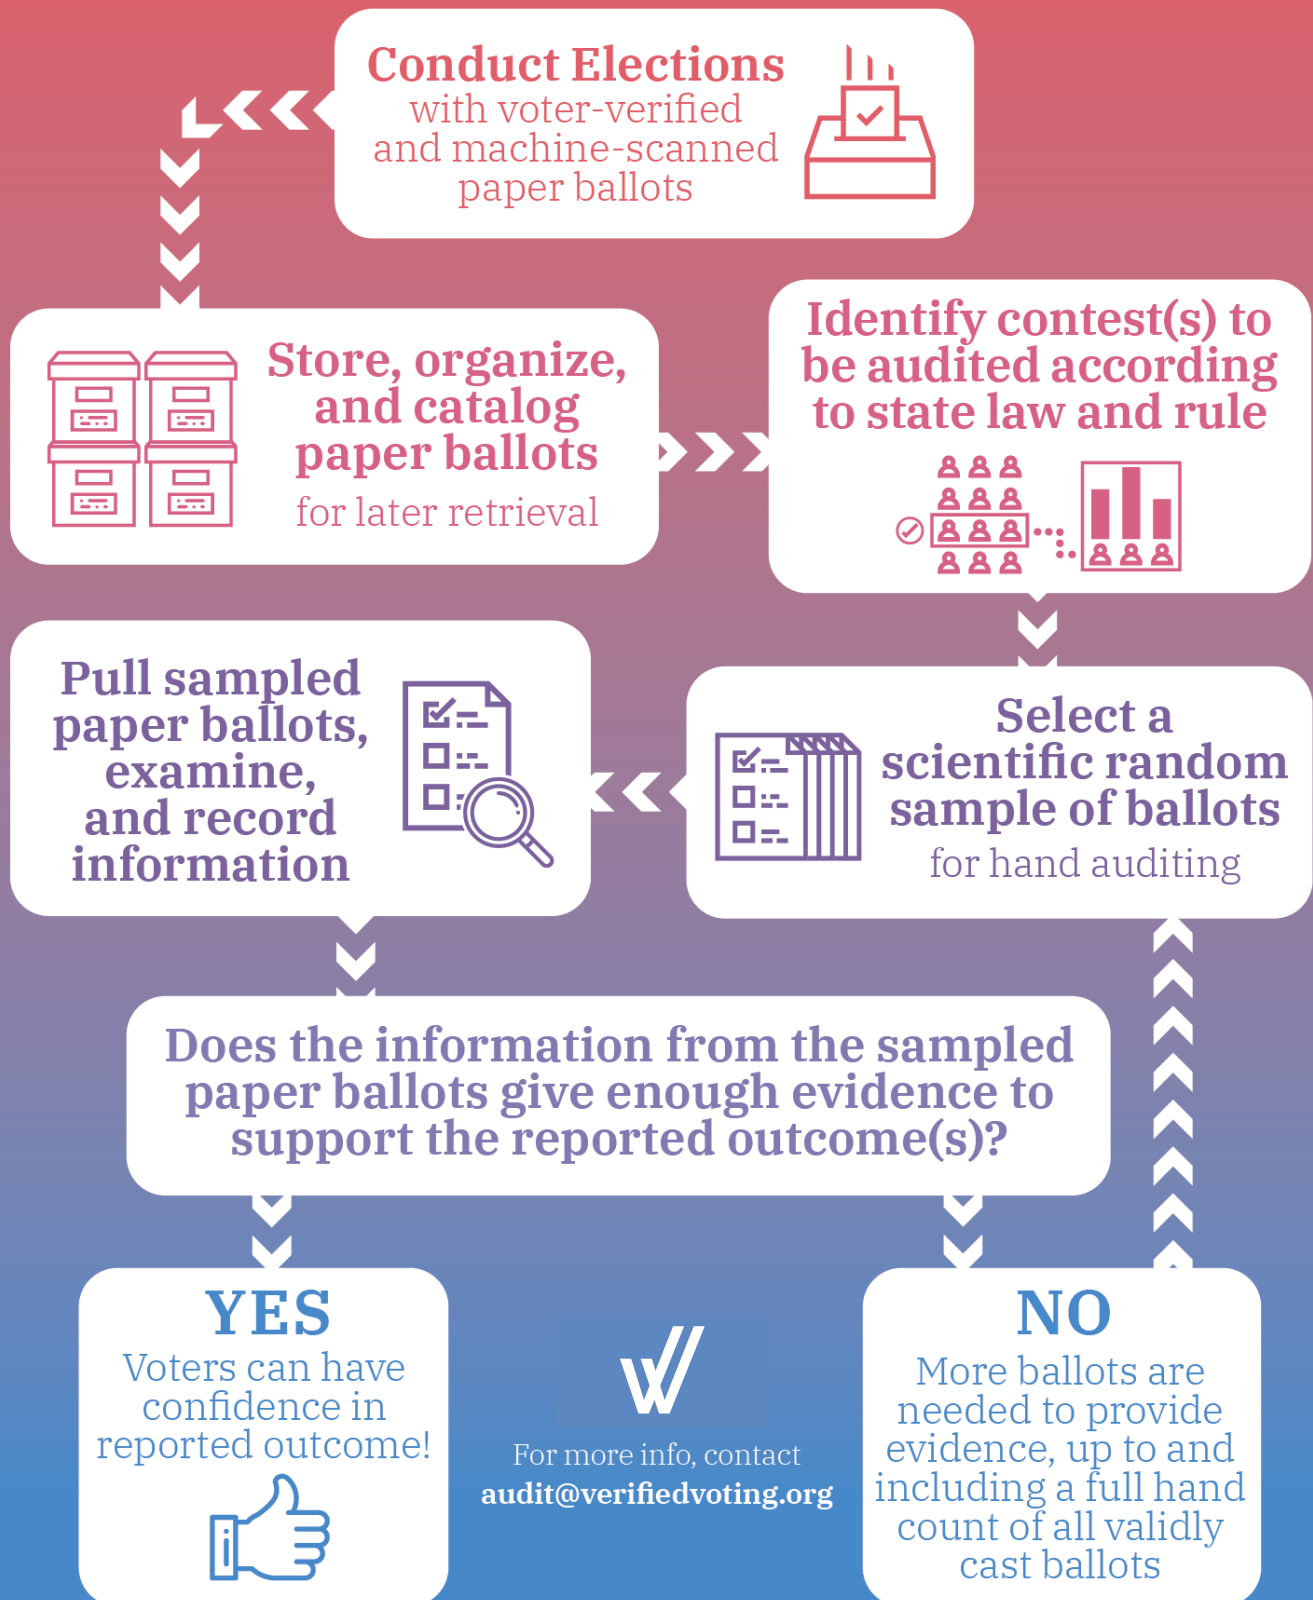 Conduct Elections
with voter-verified
and machine-scanned
paper ballots
Store, organize,
and catalog
paper ballots
for later retrieval
Identify contest(s) to
be audited according
to state law and rule
Select a
scientific random
sample of ballots
for hand auditing
Pull sampled
paper ballots,
examine,
and record
information
Does the information from the sampled
paper ballots give enough evidence to
support the reported outcome(s)?
YES
Voters can have
confidence in
reported outcome!
NO
More ballots are
needed to provide
evidence, up to and
including a full hand
count of all validly
cast ballots
For more info, contact
audit@verifiedvoting.org